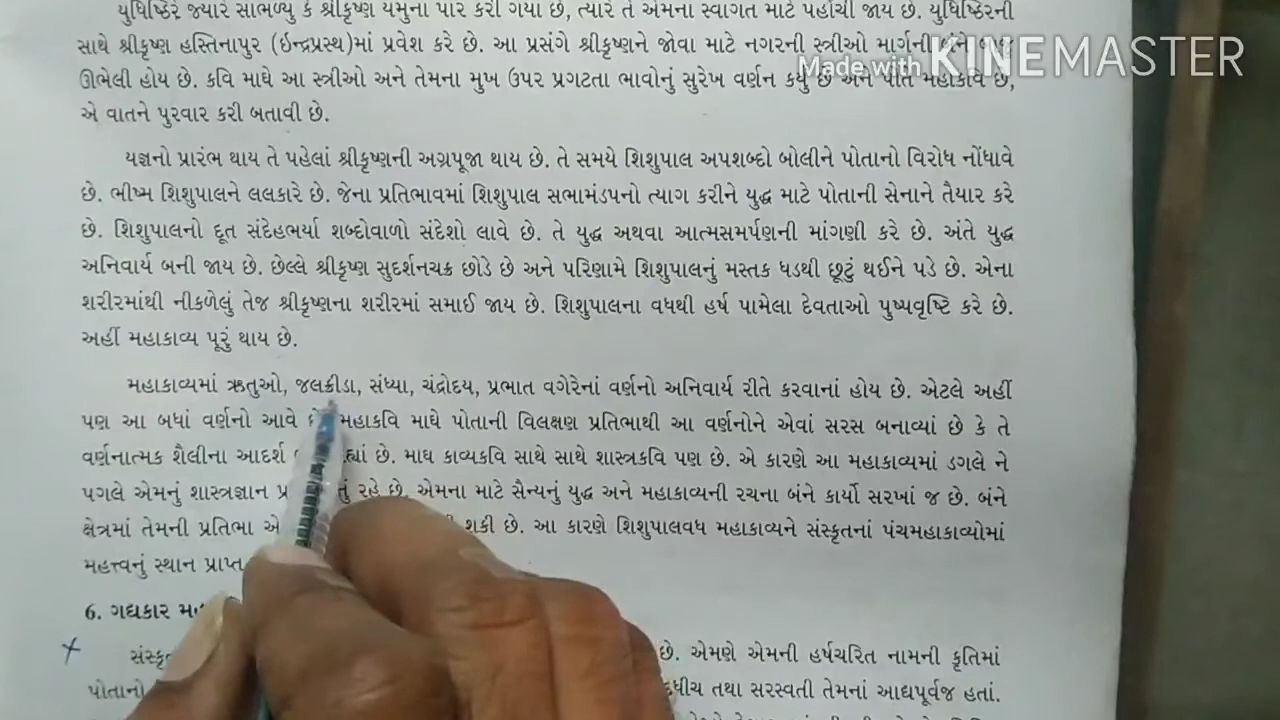 યુધિષ્ઠિરે જ્યારે સાંભળ્યું કે શ્રીકૃષ્ણ યમુના પાર કરી ગયા છે, ત્યારે તે એમના સ્વાગત માટે પહોંચી જાય છે. યુધિષ્ઠિરની
સાથે શ્રીકૃષ્ણ હસ્તિનાપુર (ઇન્દ્રપ્રસ્થ)માં પ્રવેશ કરે છે. આ પ્રસંગે શ્રીકૃષ્ણને જોવા માટે નગરની સ્ત્રીઓ માર્ગની બંને બાજુ
Made with KINEMASTER
ઊભેલી હોય છે. કવિ માઘે આ સ્ત્રીઓ અને તેમના મુખ ઉપર પ્રગટતા ભાવોનું સુરેખ વર્ણન કર્યું છે અને પોતે મહાકવિ છે,
એ વાતને પુરવાર કરી બતાવી છે.
યજ્ઞનો પ્રારંભ થાય તે પહેલાં શ્રીકૃષ્ણની અગ્રપૂજા થાય છે. તે સમયે શિશુપાલ અપશબ્દો બોલીને પોતાનો વિરોધ નોંધાવે
છે. ભીષ્મ શિશુપાલને લલકારે છે. જેના પ્રતિભાવમાં શિશુપાલ સભામંડપનો ત્યાગ કરીને યુદ્ધ માટે પોતાની સેનાને તૈયાર કરે
છે. શિશુપાલનો દૂત સંદેહભર્યા શબ્દોવાળો સંદેશો લાવે છે. તે યુદ્ધ અથવા આત્મસમર્પણની માંગણી કરે છે. અંતે યુદ્ધ
અનિવાર્ય બની જાય છે. છેલ્લે શ્રીકૃષ્ણ સુદર્શનચક્ર છોડે છે અને પરિણામે શિશુપાલનું મસ્તક ધડથી છૂટું થઈને પડે છે. એના
શરીરમાંથી નીકળેલું તેજ શ્રીકૃષ્ણના શરીરમાં સમાઈ જાય છે. શિશુપાલના વધથી હર્ષ પામેલા દેવતાઓ પુષ્પવૃષ્ટિ કરે છે.
અહીં મહાકાવ્ય પૂરું થાય છે.
મહાકાવ્યમાં ઋતુઓ, જલક્રીડા, સંધ્યા, ચંદ્રોદય, પ્રભાત વગેરેનાં વર્ણનો અનિવાર્ય રીતે કરવાનાં હોય છે. એટલે અહીં
પણ આ બધાં વર્ણનો આવે છે. મહાકવિ માઘે પોતાની વિલક્ષણ પ્રતિભાથી આ વર્ણનોને એવાં સરસ બનાવ્યાં છે કે તે
વર્ણનાત્મક શૈલીના આદર્શ છે. માઘ કાવ્યકવિ સાથે સાથે શાસ્ત્રકવિ પણ છે. એ કારણે આ મહાકાવ્યમાં ડગલે ને
પગલે એમનું શાસ્ત્રજ્ઞાન રહે છે. એમના માટે સૈન્યનું યુદ્ધ અને મહાકાવ્યની રચના બંને કાર્યો સરખાં જ છે. બંને
ક્ષેત્રમાં તેમની પ્રતિભા શકી છે. આ કારણે શિશુપાલવધ મહાકાવ્યને સંસ્કૃતનાં પંચમહાકાવ્યોમાં
મહત્ત્વનું સ્થાન પ્રાપ્ત
6. ગદ્યકાર
છે. એમણે એમની હર્ષચરિત નામની કૃતિમાં
પોતાનો તથા સરસ્વતી તેમનાં આદ્યપૂર્વજ હતાં.